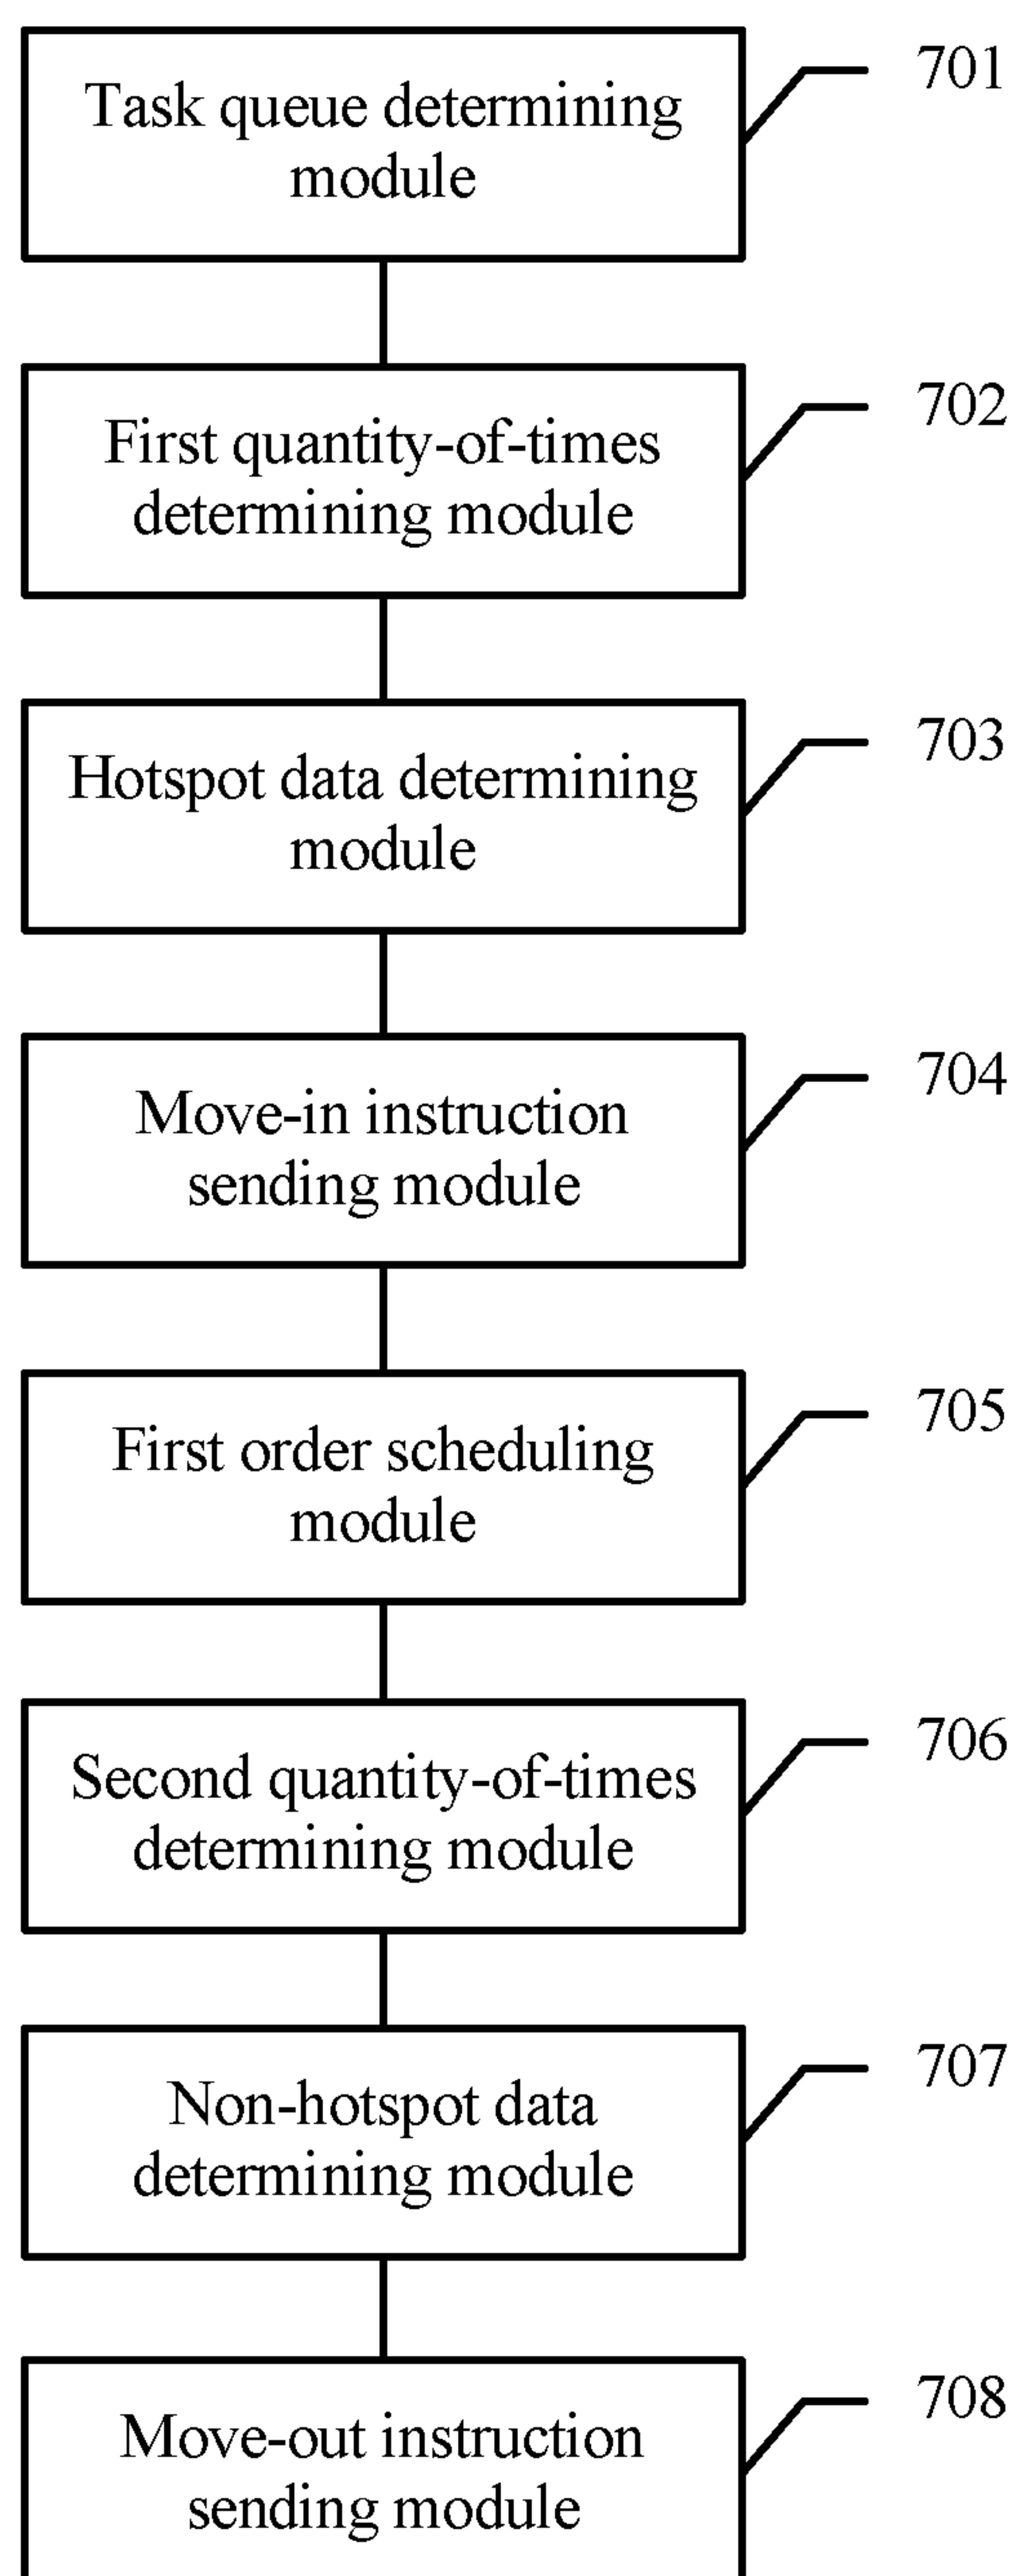 Task queue determining
module
701
First quantity-of-times
determining module
702
Hotspot data determining
module
703
Move-in instruction
sending module
704
First order scheduling
module
705
Second quantity-of-times
determining module
706
Non-hotspot data
determining module
707
Move-out instruction
sending module
708